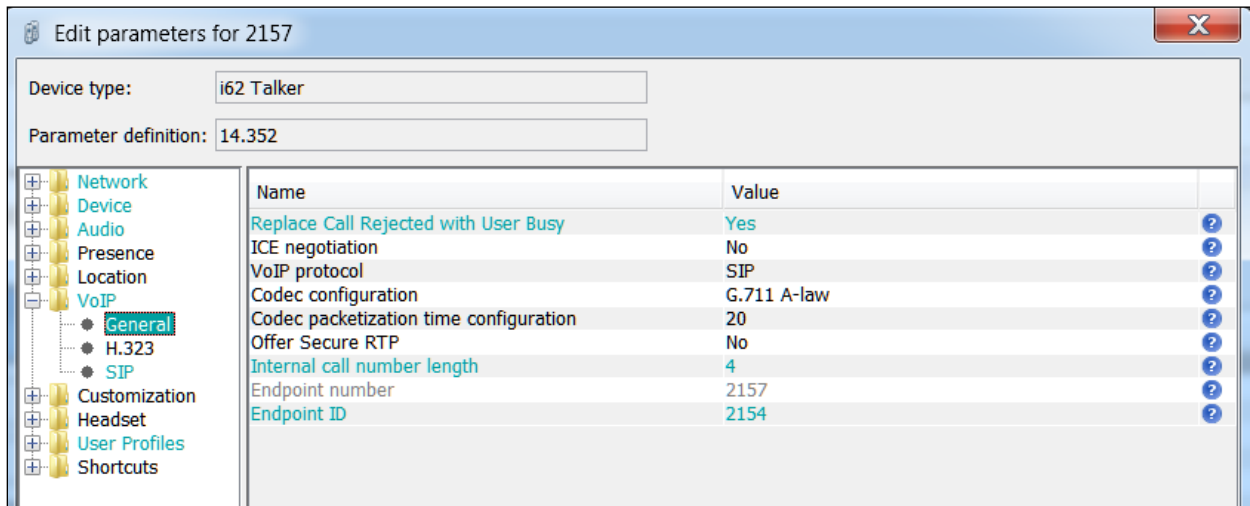 Edit parameters for 2157
X
Device type: i62 Talker
Parameter definition: 14.352
Network
Device
Audio
Presence
Location
VoIP
General
H.323
SIP
Customization
Headset
User Profiles
Shortcuts
Name Value
Replace Call Rejected with User Busy Yes ?
ICE negotiation No ?
VoIP protocol SIP ?
Codec configuration G.711 A-law ?
Codec packetization time configuration 20 ?
Offer Secure RTP No ?
Internal call number length 4 ?
Endpoint number 2157 ?
Endpoint ID 2154 ?